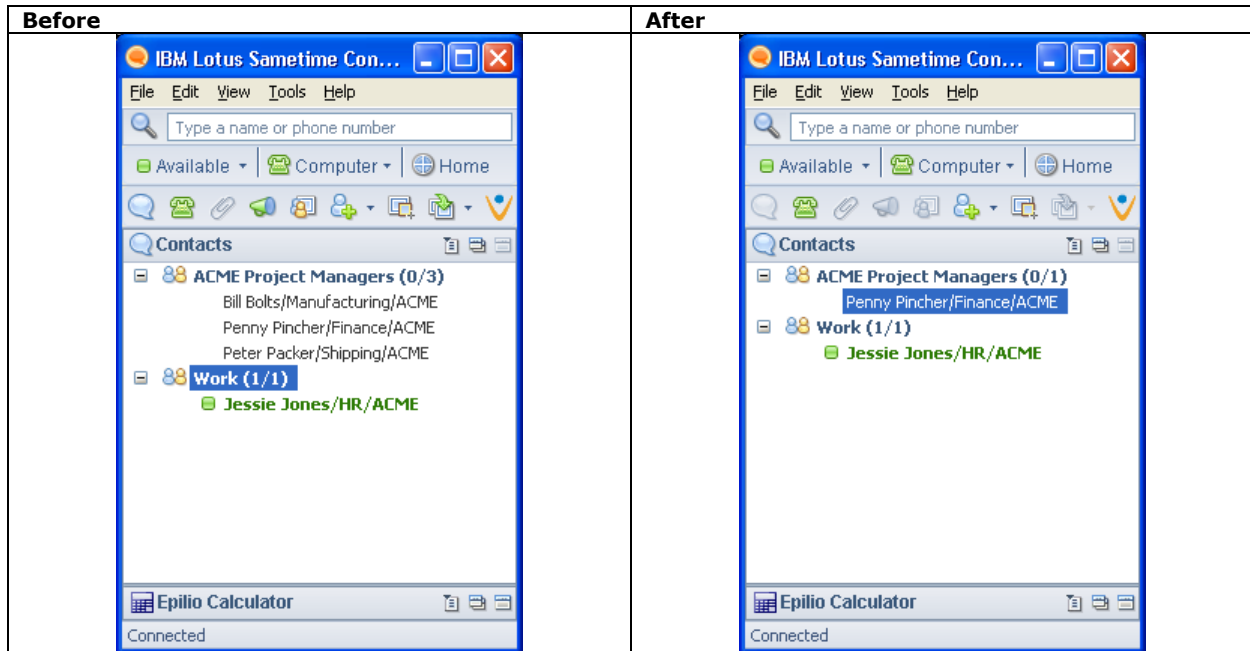 Before
IBM Lotus Sametime Con...
File Edit View Tools Help
Type a name or phone number
Available Computer Home
Contacts
ACME Project Managers (0/3)
Bill Bolts/Manufacturing/ACME
Penny Pincher/Finance/ACME
Peter Packer/Shipping/ACME
Work (1/1)
Jessie Jones/HR/ACME
Epilio Calculator
Connected
After
IBM Lotus Sametime Con...
File Edit View Tools Help
Type a name or phone number
Available Computer Home
Contacts
ACME Project Managers (0/1)
Penny Pincher/Finance/ACME
Work (1/1)
Jessie Jones/HR/ACME
Epilio Calculator
Connected